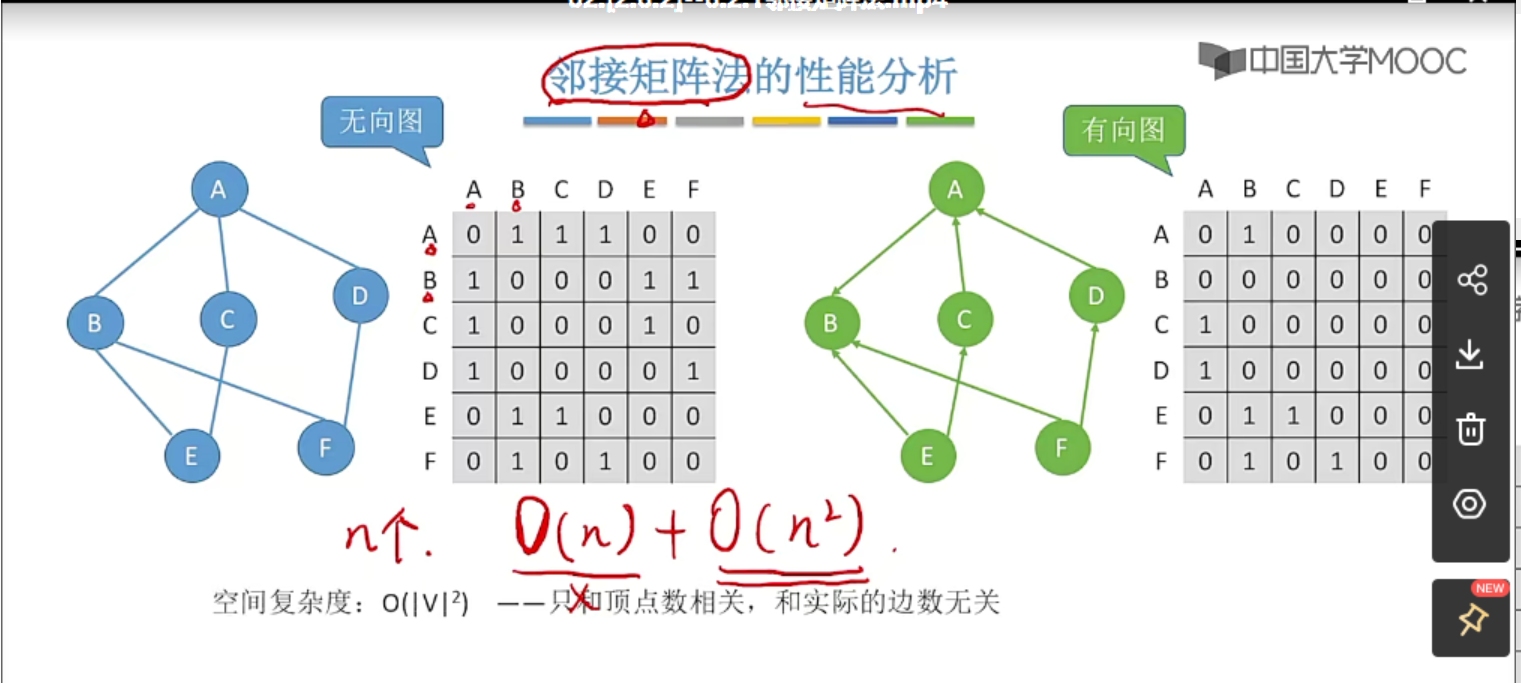 邻接矩阵法的性能分析
中国大学MOOC
无向图
A
B
C
D
E
F
A B C D E F
A 0 1 1 1 0 0
B 1 0 0 0 1 1
C 1 0 0 0 1 0
D 1 0 0 0 0 1
E 0 1 1 0 0 0
F 0 1 0 1 0 0
有向图
A
B
C
D
E
F
A B C D E F
A 0 1 0 0 0 0
B 0 0 0 0 0 0
C 1 0 0 0 0 0
D 1 0 0 0 0 0
E 0 1 1 0 0 0
F 0 1 0 1 0 0
n个. O(n) + O(n²).
空间复杂度：O(|V|²) ——只和顶点数相关，和实际的边数无关
NEW